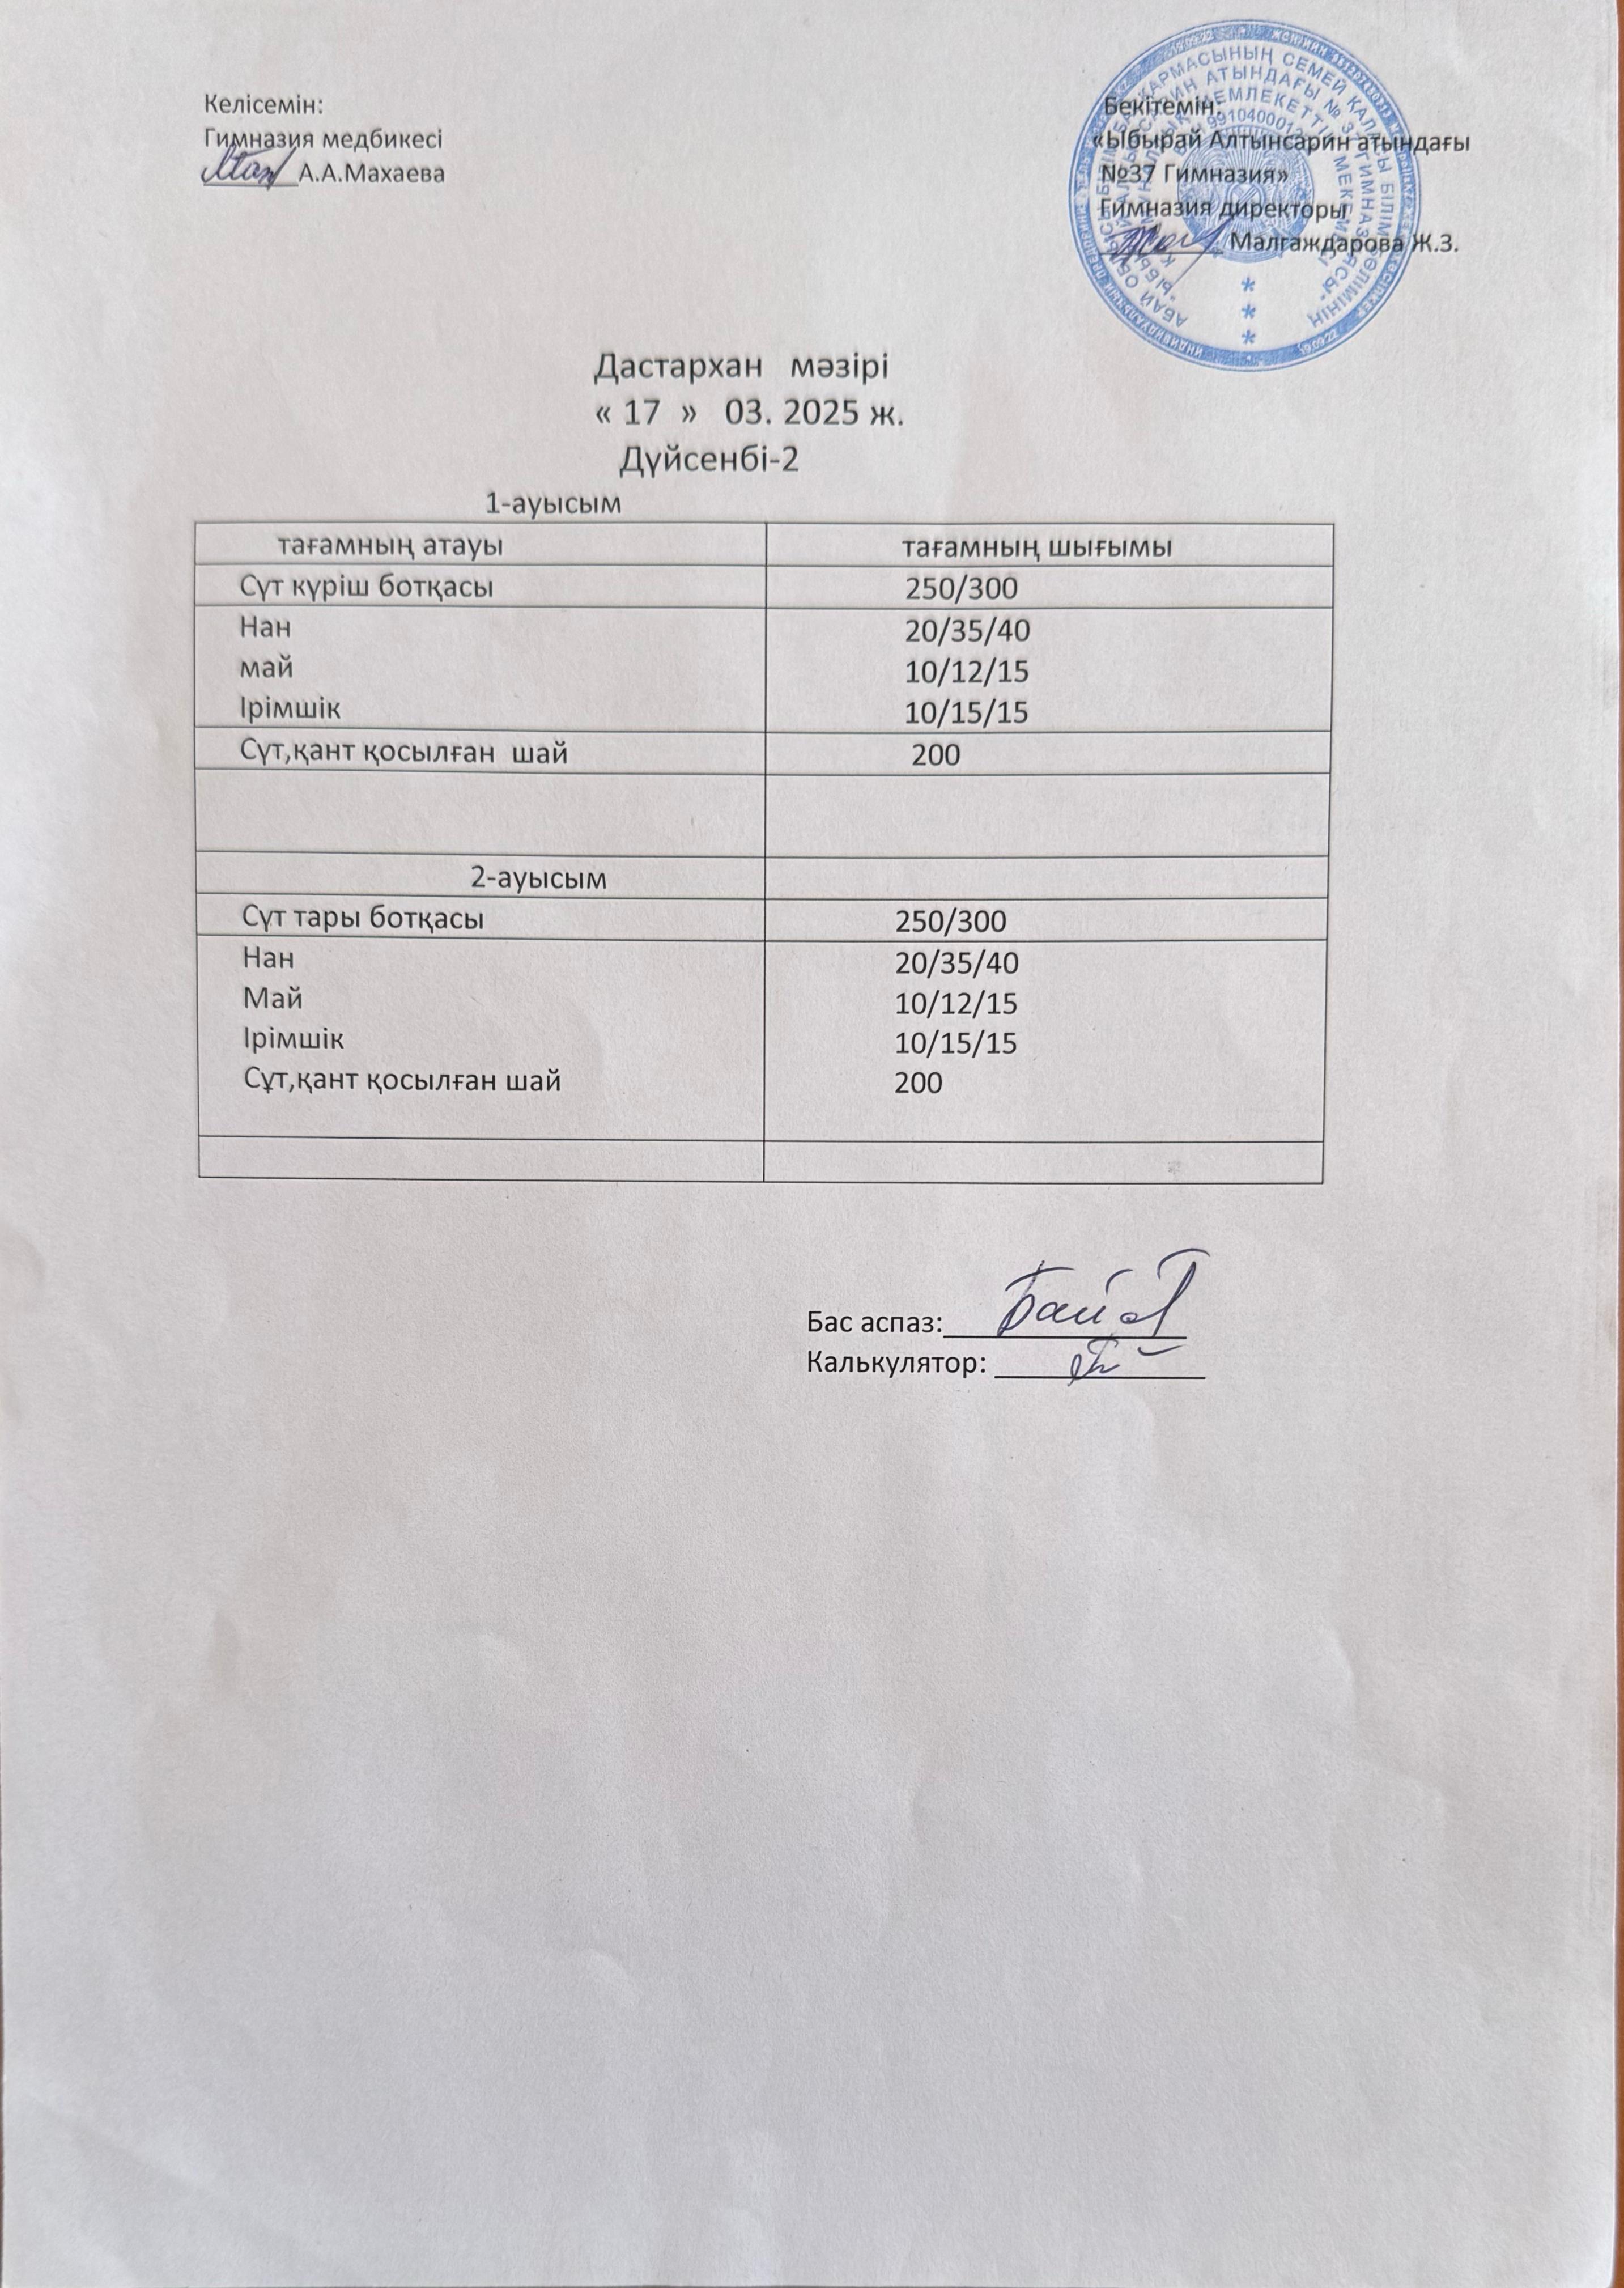 Келісемін:
Гимназия медбикесі
А.А.Махаева
Бекітемін:
«Ыбырай Алтынсарин атындағы
№37 Гимназия»
Гимназия директоры
Малгаждарова Ж.З.
Дастархан мәзірі
« 17 » 03. 2025 ж.
Дүйсенбі-2
1-ауысым
тағамның атауы тағамның шығымы
Сүт күріш ботқасы 250/300
Нан 20/35/40
май 10/12/15
Ірімшік 10/15/15
Сүт,қант қосылған шай 200
2-ауысым
Сүт тары ботқасы 250/300
Нан 20/35/40
Май 10/12/15
Ірімшік 10/15/15
Сұт,қант қосылған шай 200
Бас аспаз:
Калькулятор: